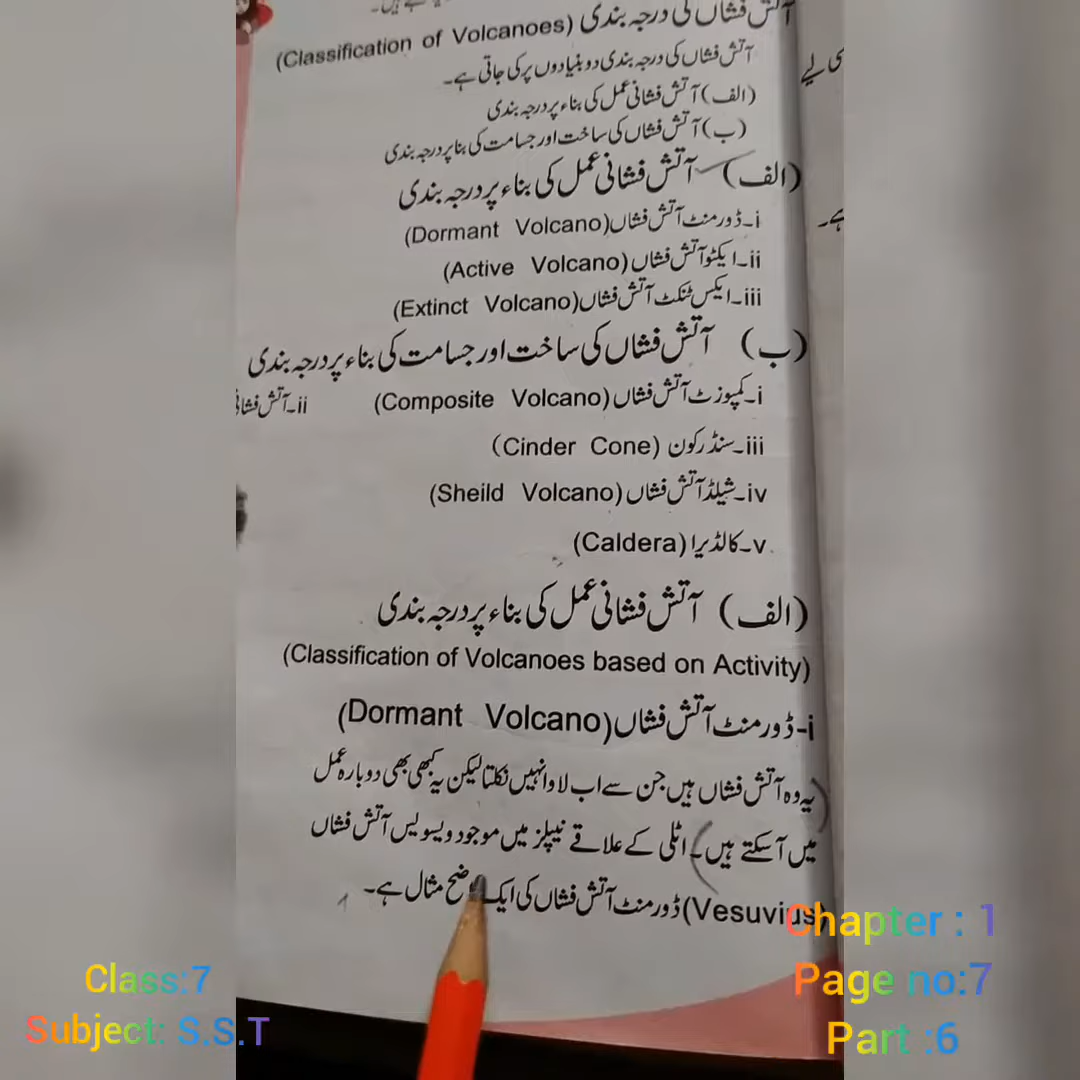 آتش فشاں کی درجہ بندی (Classification of Volcanoes)
آتش فشاں کی درجہ بندی دو بنیادوں پر کی جاتی ہے۔
(الف) آتش فشانی عمل کی بناء پر درجہ بندی
(ب) آتش فشاں کی ساخت اور جسامت کی بنا پر درجہ بندی
(الف) آتش فشانی عمل کی بناء پر درجہ بندی
i۔ڈورمنٹ آتش فشاں(Dormant Volcano)
ii۔ایکٹو آتش فشاں (Active Volcano)
iii۔ایکس ٹنکٹ آتش فشاں(Extinct Volcano)
(ب) آتش فشاں کی ساخت اور جسامت کی بناء پر درجہ بندی
i۔کمپوزٹ آتش فشاں (Composite Volcano) ii۔آتش
iii۔سنڈر کون (Cinder Cone)
iv۔شیلڈ آتش فشاں (Sheild Volcano)
v۔کالڈیرا (Caldera)
(الف) آتش فشانی عمل کی بناء پر درجہ بندی
(Classification of Volcanoes based on Activity)
i-ڈورمنٹ آتش فشاں (Dormant Volcano)
یہ وہ آتش فشاں ہیں جن سے اب لاوا نہیں نکلتا لیکن یہ کبھی بھی دوبارہ عمل
میں آ سکتے ہیں۔ اٹلی کے علاقے نیپلز میں موجود ویسویس آتش فشاں
(Vesuvius) ڈورمنٹ آتش فشاں کی ایک مثال ہے۔
لیے
ہے۔
Chapter : 1
Class:7
Page no:7
Subject: S.S.T
Part :6